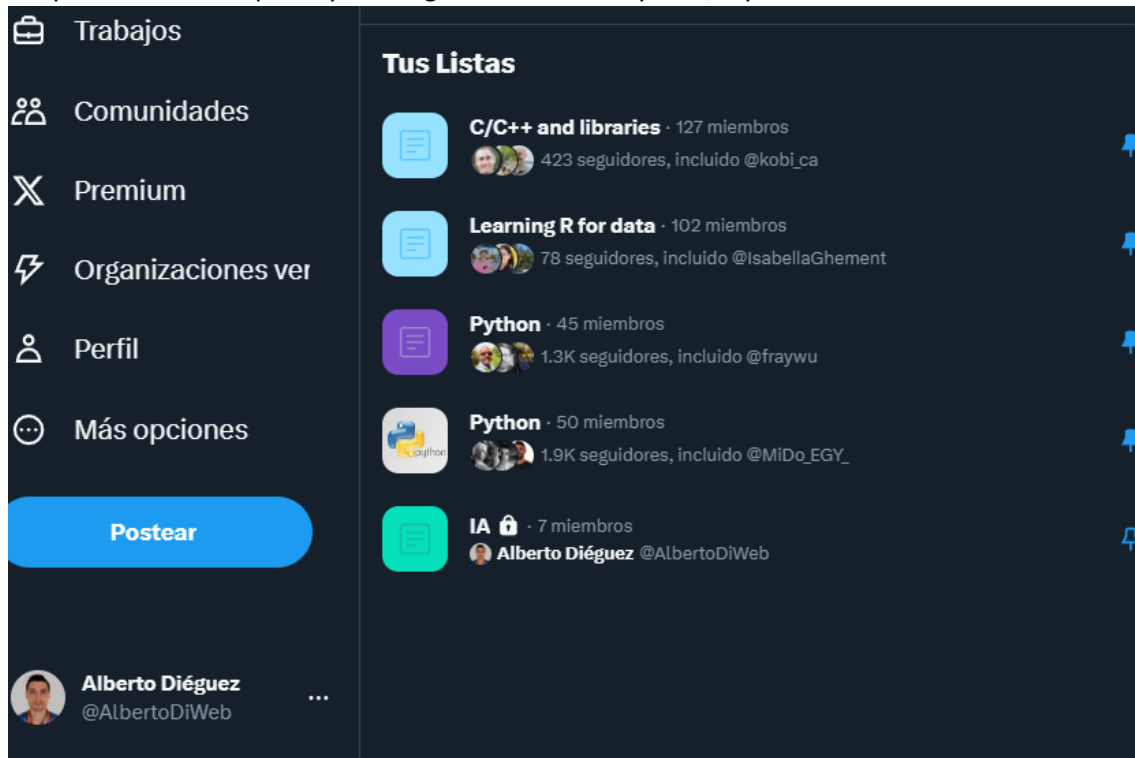 Trabajos
Comunidades
Premium
Organizaciones ver
Perfil
Más opciones
Postear
Alberto Diéguez
@AlbertoDiWeb
Tus Listas
C/C++ and libraries · 127 miembros
423 seguidores, incluido @kobi_ca
Learning R for data · 102 miembros
78 seguidores, incluido @IsabellaGhement
Python · 45 miembros
1.3K seguidores, incluido @fraywu
Python · 50 miembros
python
1.9K seguidores, incluido @MiDo_EGY_
IA · 7 miembros
Alberto Diéguez @AlbertoDiWeb